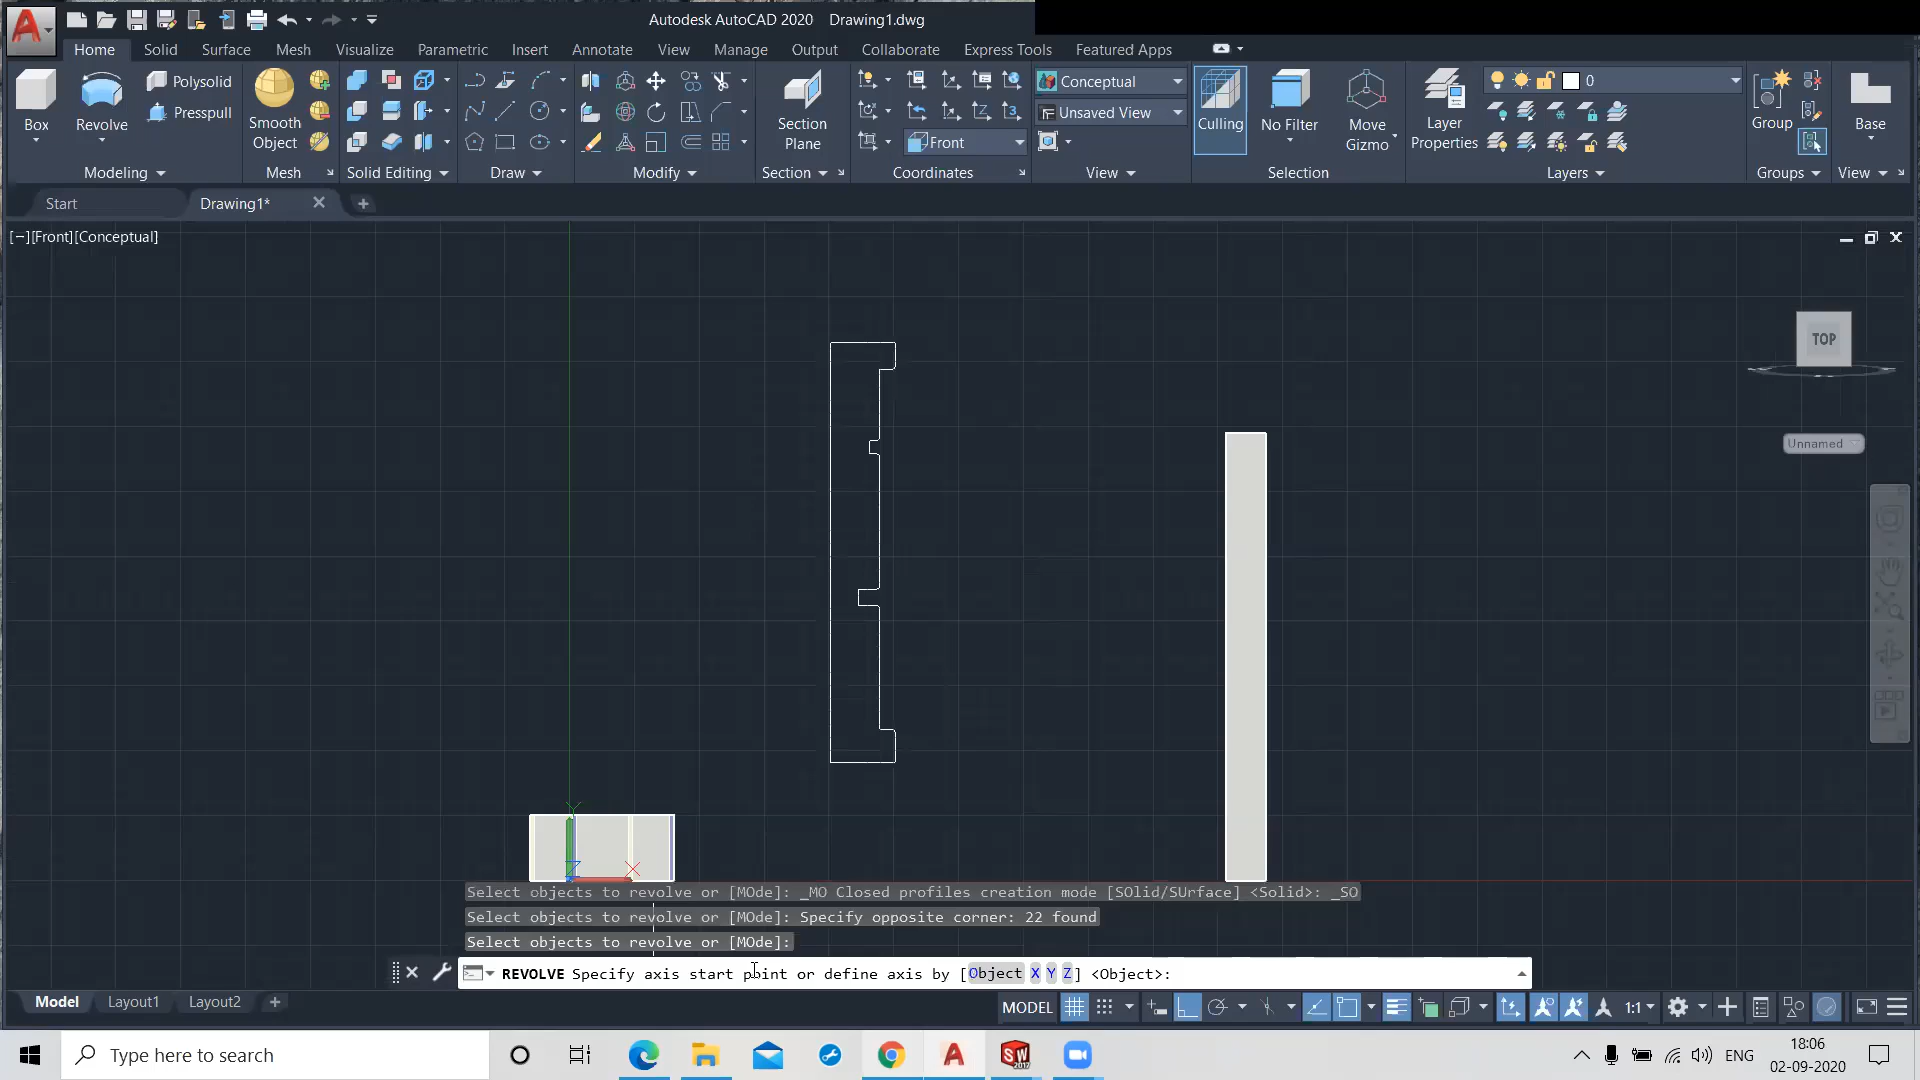 Autodesk AutoCAD 2020 Drawing1.dwg
Home Solid Surface Mesh Visualize Parametric Insert Annotate View Manage Output Collaborate Express Tools Featured Apps
Box
Revolve
Polysolid
Presspull
Smooth
Object
Section
Plane
Front
Conceptual
Unsaved View
Culling
No Filter
Move
Gizmo
Layer
Properties
0
Group
Base
Modeling Mesh Solid Editing Draw Modify Section Coordinates View Selection Layers Groups View
Start Drawing1*
[−][Front][Conceptual]
TOP
Unnamed
Y
X
Z
Select objects to revolve or [MOde]: _MO Closed profiles creation mode [SOlid/SUrface] <Solid>: _SO
Select objects to revolve or [MOde]: Specify opposite corner: 22 found
Select objects to revolve or [MOde]:
REVOLVE Specify axis start point or define axis by [Object X Y Z] <Object>:
Model Layout1 Layout2
MODEL 1:1
Type here to search
SW
2017
ENG
18:06
02-09-2020